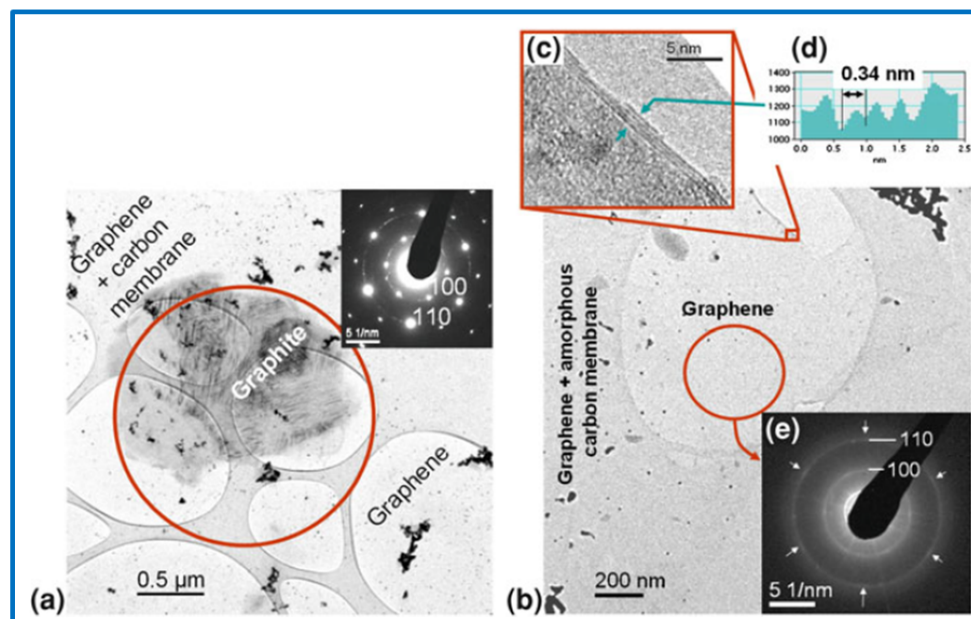 (c)
5 nm
(d)
0.34 nm
1400
1300
1200
1100
1000
0.0
0.5
1.0
1.5
2.0
2.5
nm
Graphene
+ carbon
membrane
Graphite
100
110
5 1/nm
Graphene
0.5 µm
(a)
Graphene + amorphous
carbon membrane
Graphene
(e)
110
100
5 1/nm
200 nm
(b)